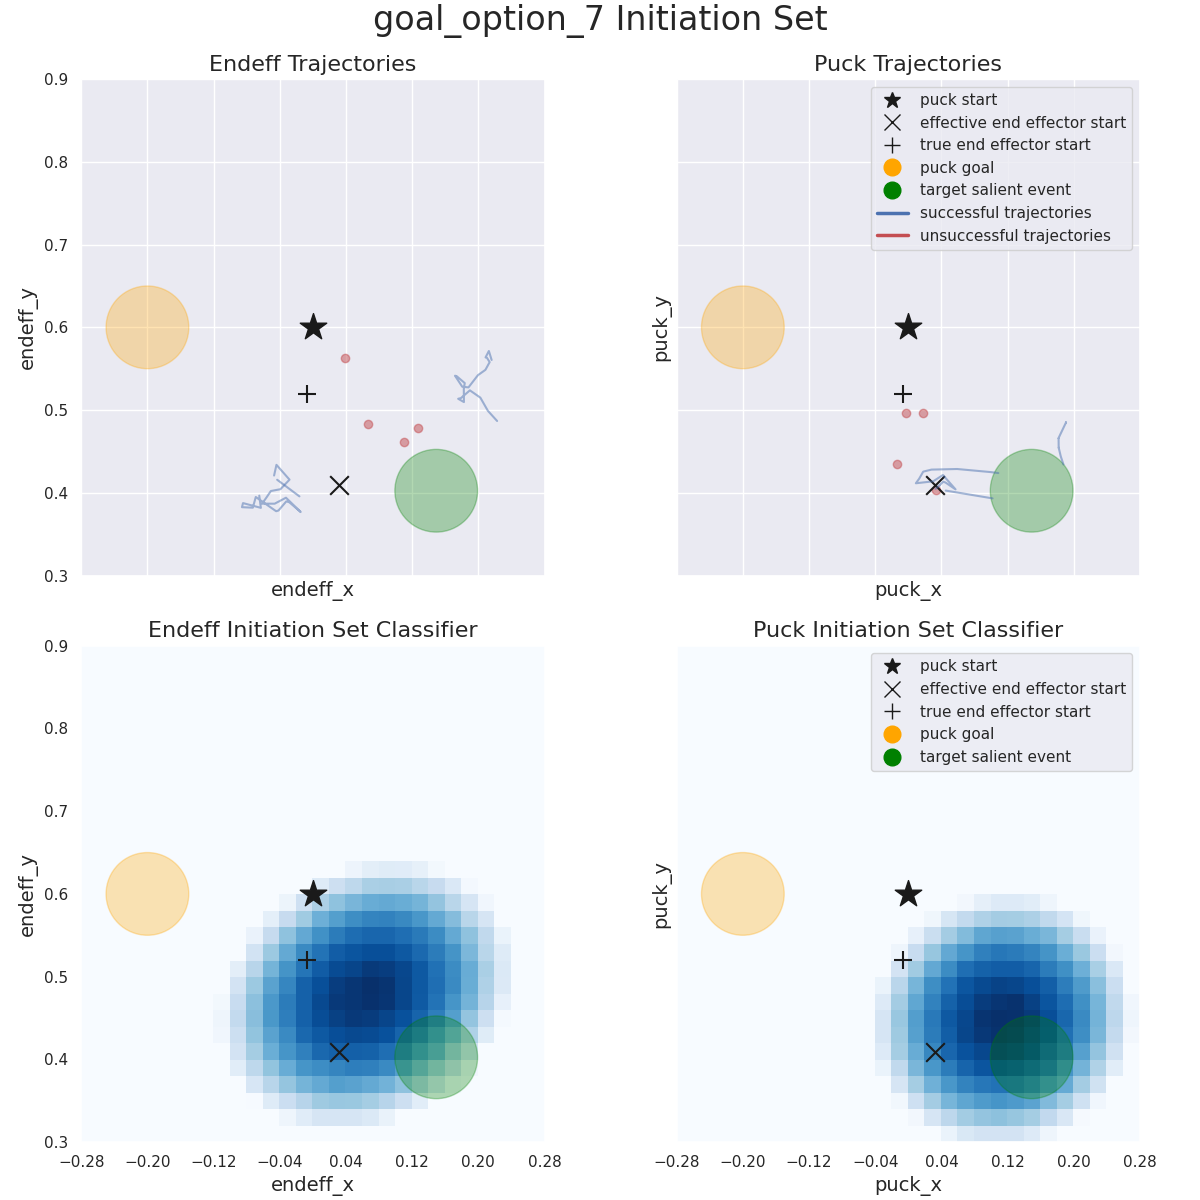 goal_option_7 Initiation Set
Endeff Trajectories
0.9
0.8
0.7
0.6
0.5
0.4
0.3
endeff_y
endeff_x
Puck Trajectories
puck start
effective end effector start
true end effector start
puck goal
target salient event
successful trajectories
unsuccessful trajectories
puck_y
puck_x
Endeff Initiation Set Classifier
0.9
0.8
0.7
0.6
0.5
0.4
0.3
endeff_y
−0.28 −0.20 −0.12 −0.04 0.04 0.12 0.20 0.28
endeff_x
Puck Initiation Set Classifier
puck start
effective end effector start
true end effector start
puck goal
target salient event
puck_y
−0.28 −0.20 −0.12 −0.04 0.04 0.12 0.20 0.28
puck_x